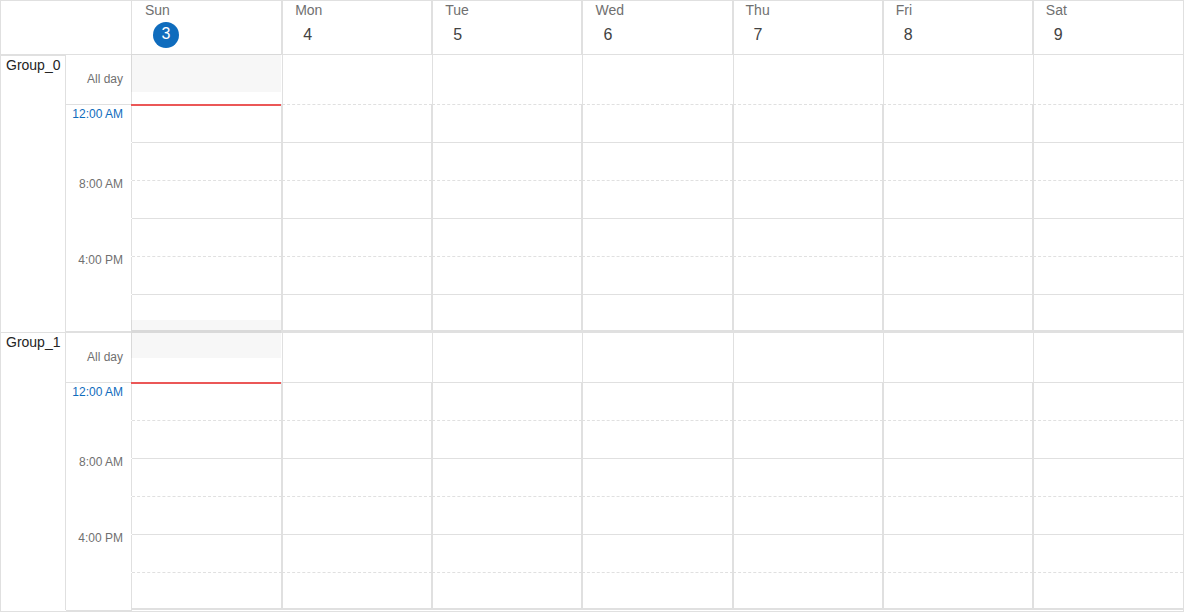 Sun Mon Tue Wed Thu Fri Sat
3 4 5 6 7 8 9
Group_0
All day
12:00 AM
8:00 AM
4:00 PM
Group_1
All day
12:00 AM
8:00 AM
4:00 PM